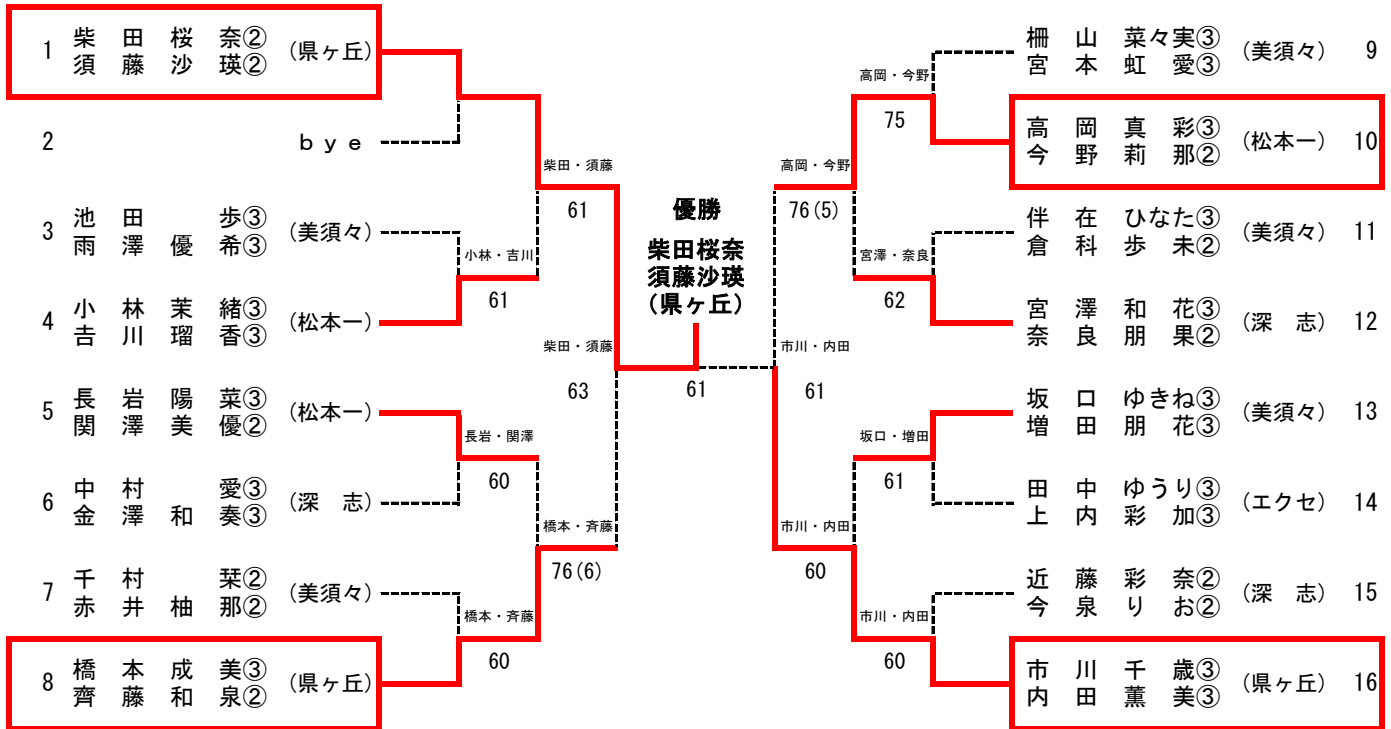 1 柴田桜奈② (県ヶ丘)
須藤沙瑛②
2 bye
3 池田歩③ (美須々)
雨澤優希③
4 小林茉緒③ (松本一)
吉川瑠香③
5 長岩陽菜③ (松本一)
関澤美優②
6 中村愛③ (深 志)
金澤和奏③
7 千村栞② (美須々)
赤井柚那②
8 橋本成美③ (県ヶ丘)
齊藤和泉②
小林・吉川
61
長岩・関澤
60
橋本・斉藤
60
柴田・須藤
61
橋本・斉藤
76(6)
柴田・須藤
63
優勝
柴田桜奈
須藤沙瑛
(県ヶ丘)
61
市川・内田
61
高岡・今野
76(5)
市川・内田
60
高岡・今野
75
宮澤・奈良
62
坂口・増田
61
市川・内田
60
柵山菜々実③ (美須々) 9
宮本虹愛③
高岡真彩③ (松本一) 10
今野莉那②
伴在ひなた③ (美須々) 11
倉科歩未②
宮澤和花③ (深 志) 12
奈良朋果②
坂口ゆきね③ (美須々) 13
増田朋花③
田中ゆうり③ (エクセ) 14
上内彩加③
近藤彩奈② (深 志) 15
今泉りお②
市川千歳③ (県ヶ丘) 16
内田薫美③